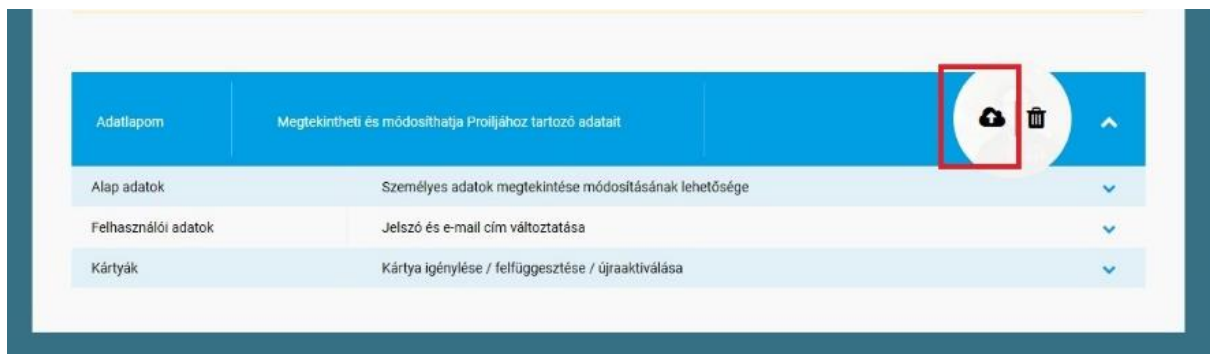 Adatlapom Megtekintheti és módosíthatja Proiljához tartozó adatait
Alap adatok Személyes adatok megtekintése módosításának lehetősége
Felhasználói adatok Jelszó és e-mail cím változtatása
Kártyák Kártya igénylése / felfüggesztése / újraaktiválása